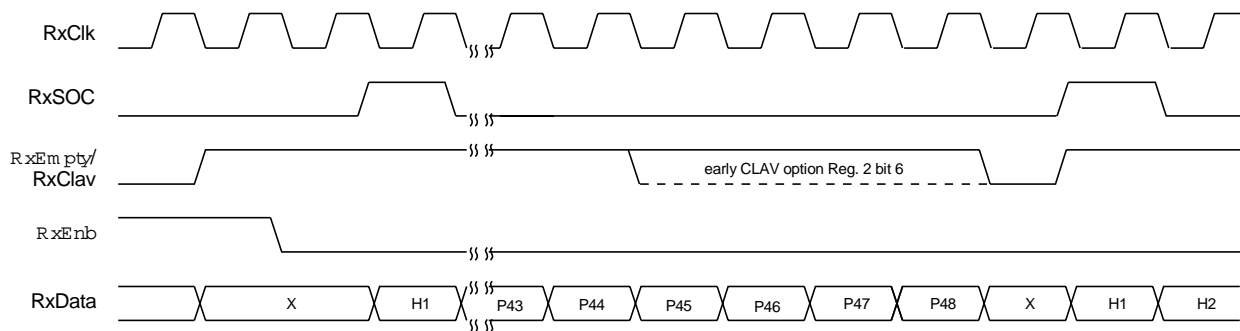 RxClk
RxSOC
RxEmpty/
RxClav
early CLAV option Reg. 2 bit 6
RxEnb
RxData
X H1 P43 P44 P45 P46 P47 P48 X H1 H2